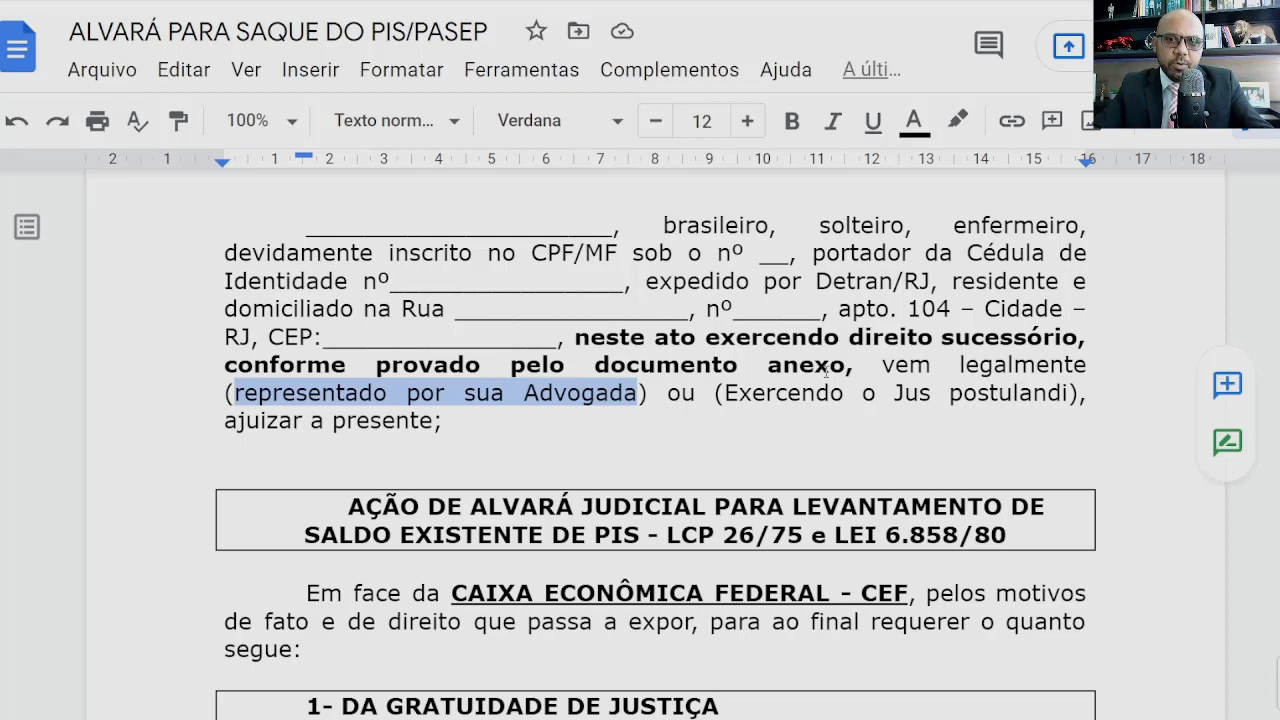 ALVARÁ PARA SAQUE DO PIS/PASEP
Arquivo Editar Ver Inserir Formatar Ferramentas Complementos Ajuda A últi...
100% Texto norm... Verdana 12 B I U A
2 1 1 2 3 4 5 6 7 8 9 10 11 12 13 14 15 16 17 18
______________________, brasileiro, solteiro, enfermeiro,
devidamente inscrito no CPF/MF sob o nº __, portador da Cédula de
Identidade nº_________________, expedido por Detran/RJ, residente e
domiciliado na Rua _________________, nº______, apto. 104 – Cidade –
RJ, CEP:_________________, neste ato exercendo direito sucessório,
conforme provado pelo documento anexo, vem legalmente
(representado por sua Advogada) ou (Exercendo o Jus postulandi),
ajuizar a presente;
AÇÃO DE ALVARÁ JUDICIAL PARA LEVANTAMENTO DE
SALDO EXISTENTE DE PIS - LCP 26/75 e LEI 6.858/80
Em face da CAIXA ECONÔMICA FEDERAL - CEF, pelos motivos
de fato e de direito que passa a expor, para ao final requerer o quanto
segue:
1- DA GRATUIDADE DE JUSTIÇA